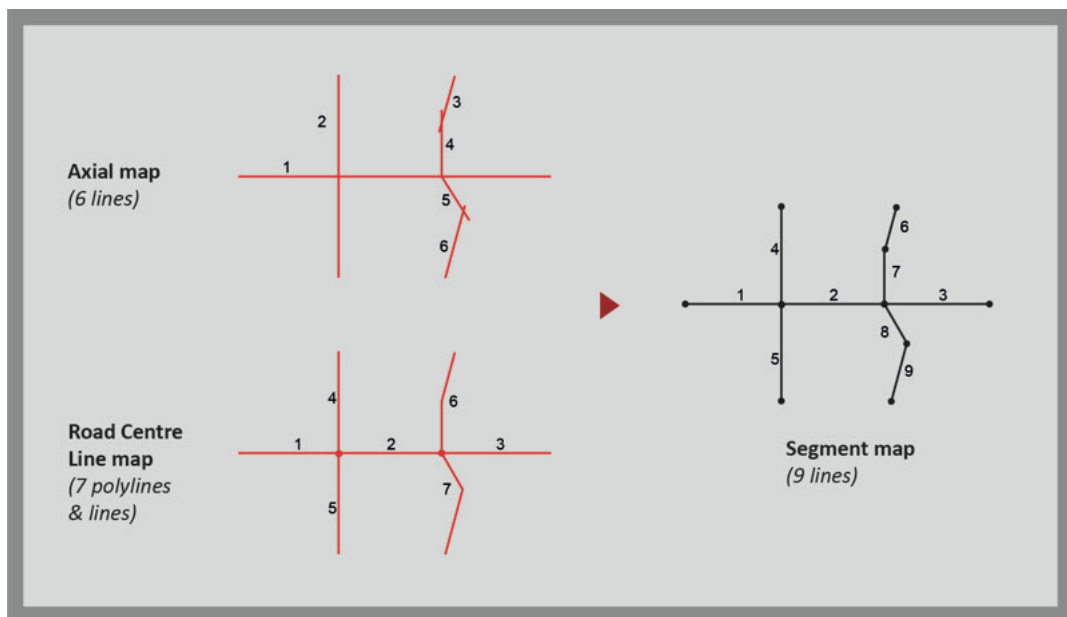 Axial map
(6 lines)
1
2
3
4
5
6
Road Centre
Line map
(7 polylines
& lines)
1
2
3
4
5
6
7
Segment map
(9 lines)
1
2
3
4
5
6
7
8
9